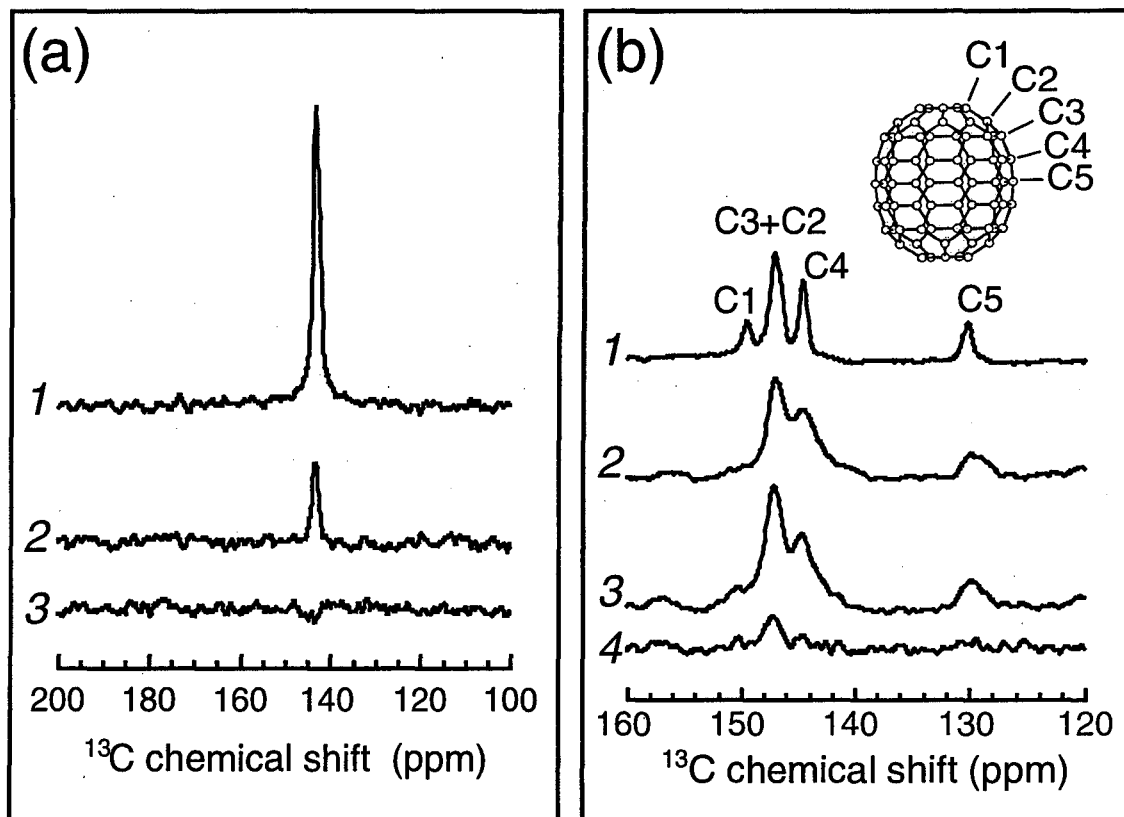 (a)
1
2
3
200 180 160 140 120 100
¹³C chemical shift (ppm)
(b)
C1
C2
C3
C4
C5
C3+C2
C4
C1
C5
1
2
3
4
160 150 140 130 120
¹³C chemical shift (ppm)